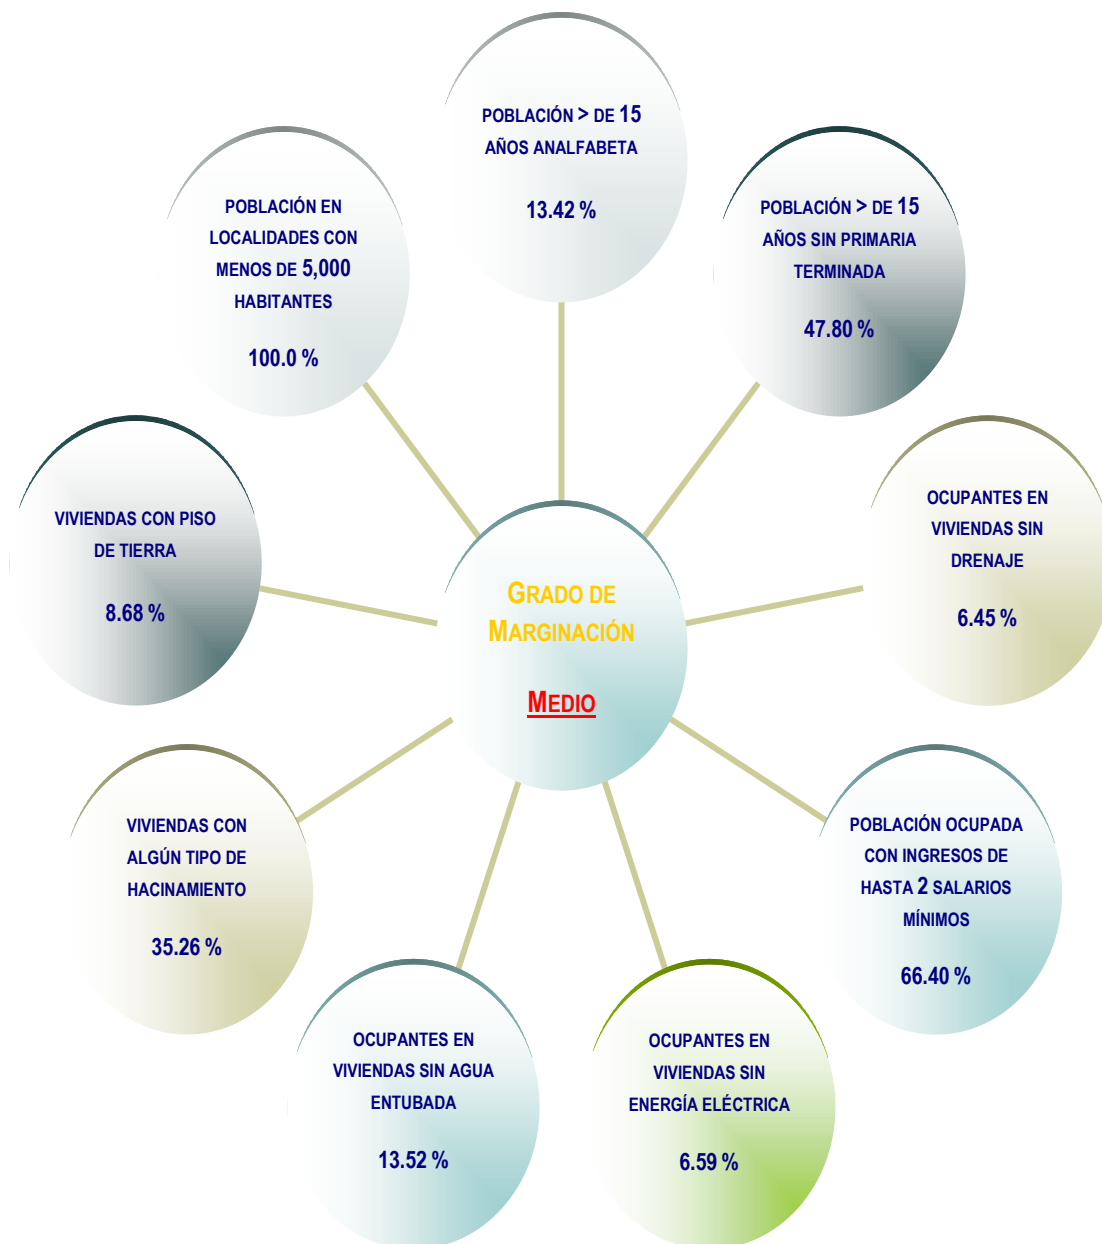 POBLACIÓN > DE 15
AÑOS ANALFABETA
13.42 %
POBLACIÓN > DE 15
AÑOS SIN PRIMARIA
TERMINADA
47.80 %
OCUPANTES EN
VIVIENDAS SIN
DRENAJE
6.45 %
POBLACIÓN OCUPADA
CON INGRESOS DE
HASTA 2 SALARIOS
MÍNIMOS
66.40 %
OCUPANTES EN
VIVIENDAS SIN
ENERGÍA ELÉCTRICA
6.59 %
OCUPANTES EN
VIVIENDAS SIN AGUA
ENTUBADA
13.52 %
VIVIENDAS CON
ALGÚN TIPO DE
HACINAMIENTO
35.26 %
VIVIENDAS CON PISO
DE TIERRA
8.68 %
POBLACIÓN EN
LOCALIDADES CON
MENOS DE 5,000
HABITANTES
100.0 %
GRADO DE
MARGINACIÓN
MEDIO